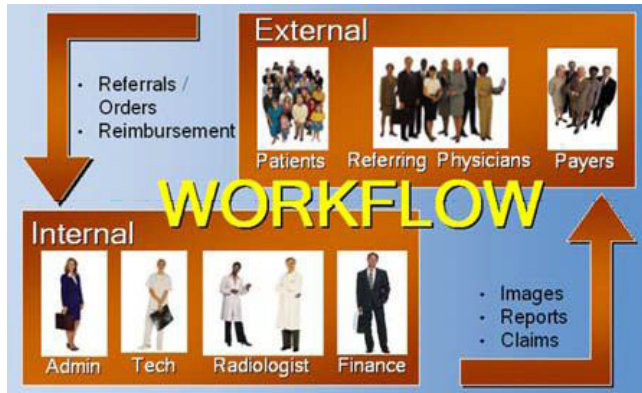 External
• Referrals /
Orders
• Reimbursement
Patients
Referring Physicians
Payers
WORKFLOW
Internal
Admin
Tech
Radiologist
Finance
• Images
• Reports
• Claims